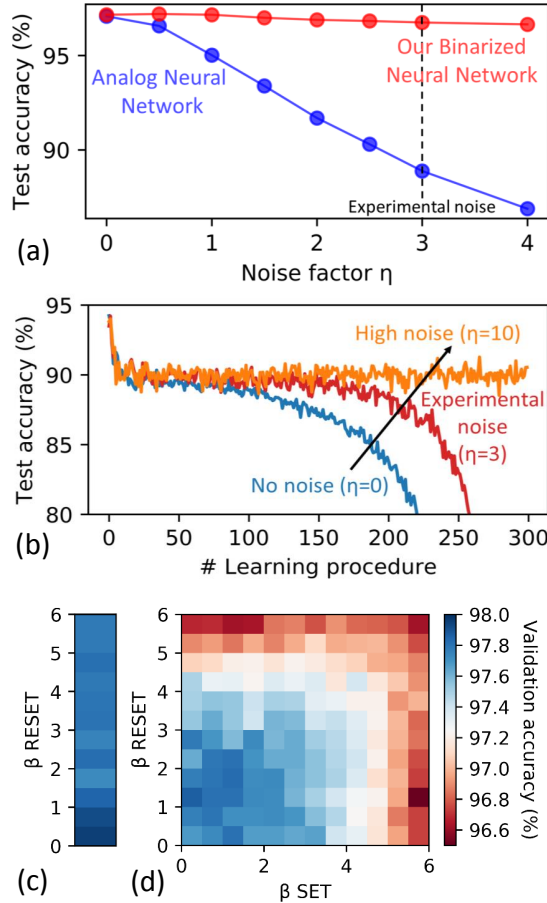 Test accuracy (%)
95
90
Analog Neural
Network
Our Binarized
Neural Network
Experimental noise
0 1 2 3 4
Noise factor η
(a)
Test accuracy (%)
95
90
85
80
High noise (η=10)
Experimental
noise
(η=3)
No noise (η=0)
0 50 100 150 200 250 300
# Learning procedure
(b)
β RESET
6
5
4
3
2
1
0
(c)
β RESET
6
5
4
3
2
1
0
0 2 4 6
β SET
(d)
98.0
97.8
97.6
97.4
97.2
97.0
96.8
96.6
Validation accuracy (%)